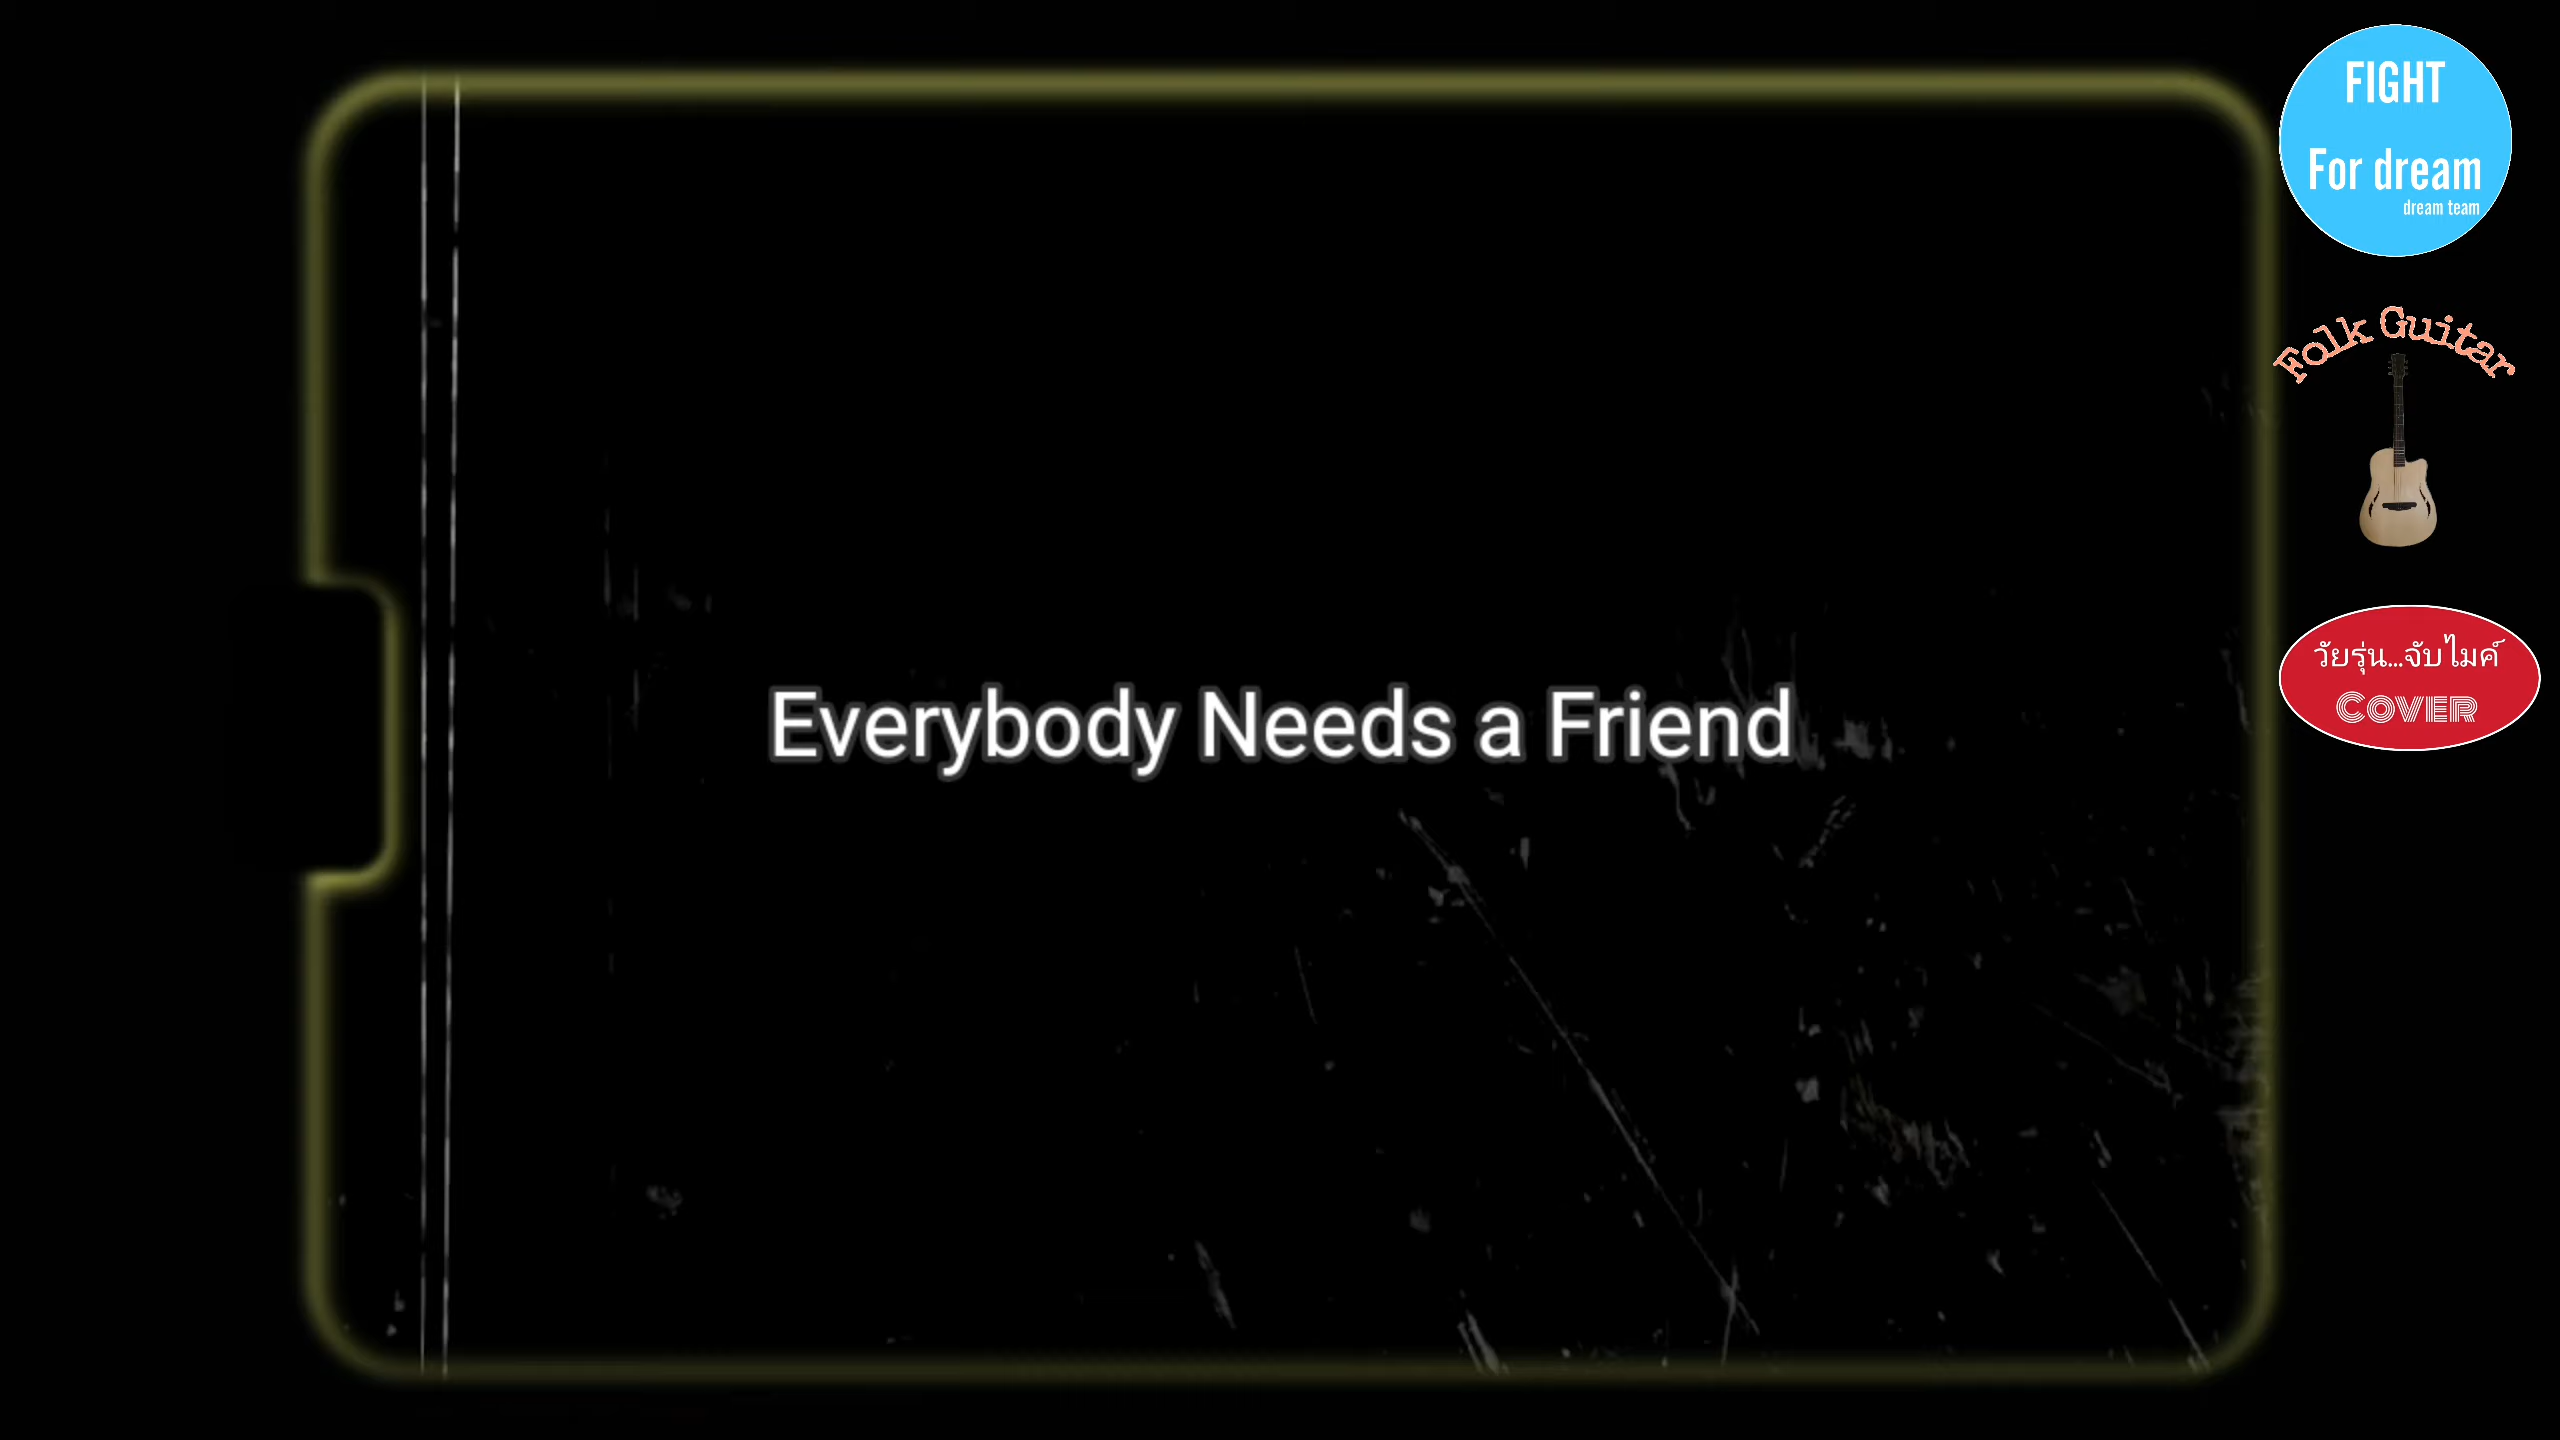 Everybody Needs a Friend
FIGHT
For dream
dream team
Folk Guitar
วัยรุ่น...จับไมค์
COVER